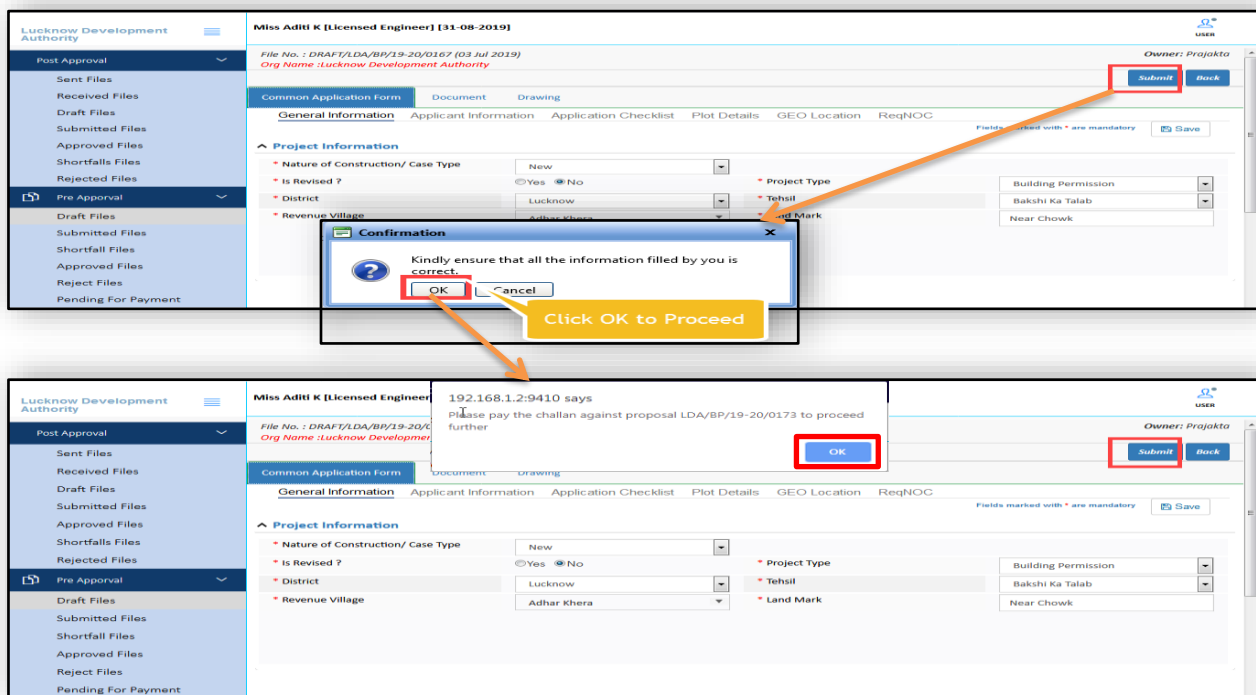 Lucknow Development Authority
Miss Aditi K [Licensed Engineer] [31-08-2019]
USER
Post Approval
Sent Files
Received Files
Draft Files
Submitted Files
Approved Files
Shortfalls Files
Rejected Files
Pre Apporval
Draft Files
Submitted Files
Shortfall Files
Approved Files
Reject Files
Pending For Payment
File No. : DRAFT/LDA/BP/19-20/0167 (03 Jul 2019)
Owner: Prajakta
Org Name :Lucknow Development Authority
Submit Back
Common Application Form Document Drawing
General Information Applicant Information Application Checklist Plot Details GEO Location ReqNOC
Fields marked with * are mandatory Save
Project Information
* Nature of Construction/ Case Type New
* Is Revised ? Yes No * Project Type Building Permission
* District Lucknow * Tehsil Bakshi Ka Talab
* Revenue Village Adhar Khera Mark Near Chowk
Confirmation x
Kindly ensure that all the information filled by you is
correct.
OK Cancel
Click OK to Proceed
Lucknow Development Authority
Miss Aditi K [Licensed Engineer
USER
Post Approval
Sent Files
Received Files
Draft Files
Submitted Files
Approved Files
Shortfalls Files
Rejected Files
Pre Apporval
Draft Files
Submitted Files
Shortfall Files
Approved Files
Reject Files
Pending For Payment
192.168.1.2:9410 says
Please pay the challan against proposal LDA/BP/19-20/0173 to proceed
further
OK
File No. : DRAFT/LDA/BP/19-20/
Owner: Prajakta
Org Name :Lucknow Developmen
Submit Back
Common Application Form Document Drawing
General Information Applicant Information Application Checklist Plot Details GEO Location ReqNOC
Fields marked with * are mandatory Save
Project Information
* Nature of Construction/ Case Type New
* Is Revised ? Yes No * Project Type Building Permission
* District Lucknow * Tehsil Bakshi Ka Talab
* Revenue Village Adhar Khera * Land Mark Near Chowk